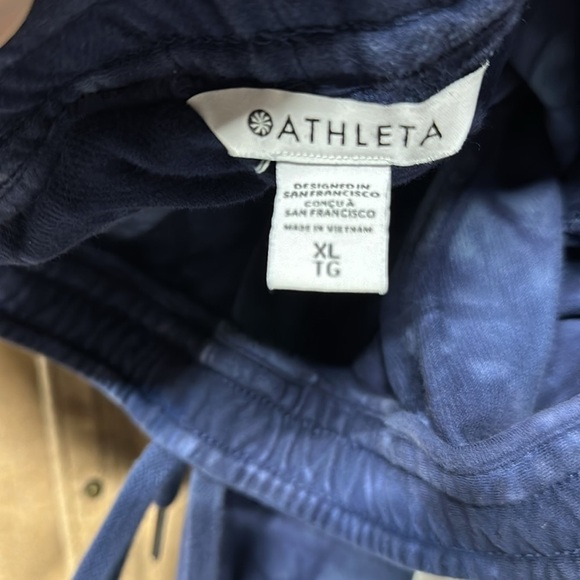 ATHLETA
DESIGNED IN
SAN FRANCISCO
CONÇU À
SAN FRANCISCO
MADE IN VIETNAM
XL
TG